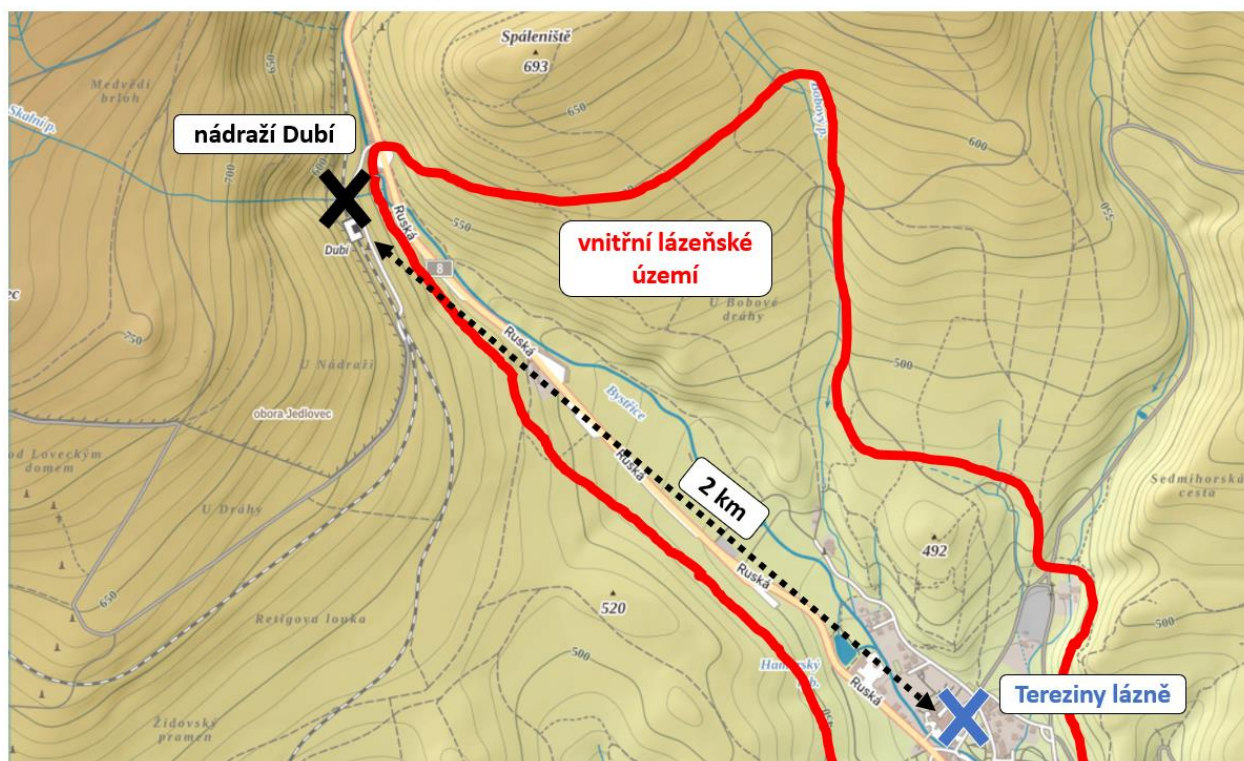 Spáleniště
693
Medvědí
brloh
650
Skalní p.
nádraží Dubí
Bobový p.
600
600
700
550
Ruská
550
vnitřní lázeňské
území
Dubí
8
U Bobové
dráhy
750
Ruská
500
U Nádraží
Bystřice
obora Jedlovec
od Loveckým
domem
Ruská
2 km
Sedmihorská
cesta
U Dráhy
492
Ruská
650
520
Retigova louka
500
500
Ruská
Tereziny lázně
450
Židovský
pramen